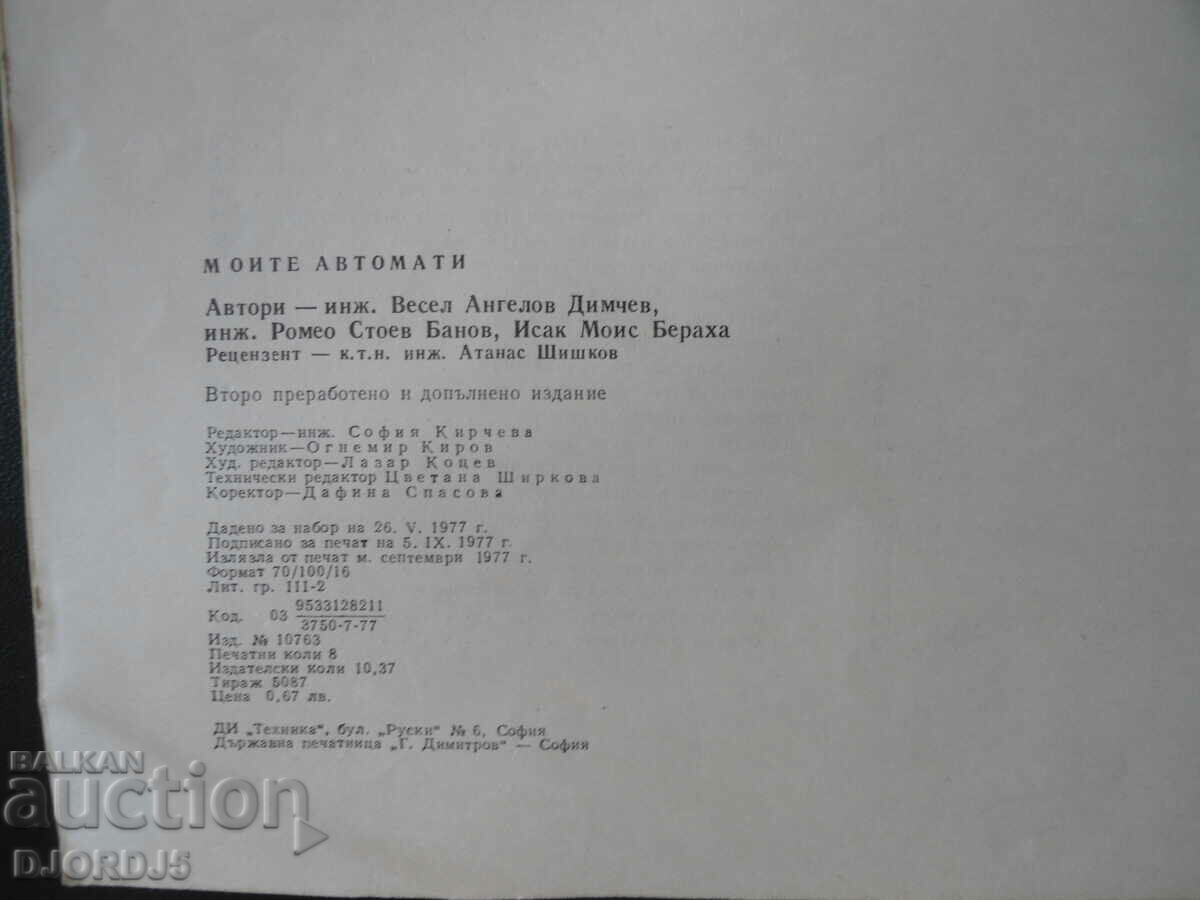 МОИТЕ АВТОМАТИ
Автори — инж. Весел Ангелов Димчев,
инж. Ромео Стоев Банов, Исак Моис Бераха
Рецензент — к.т.н. инж. Атанас Шишков
Второ преработено и допълнено издание
Редактор—инж. София Кирчева
Художник—Огнемир Киров
Худ. редактор—Лазар Коцев
Технически редактор Цветана Ширкова
Коректор—Дафина Спасова
Дадено за набор на 26. V. 1977 г.
Подписано за печат на 5. IX. 1977 г.
Излязла от печат м. септември 1977 г.
Формат 70/100/16
Лит. гр. III-2
Код. 03 9533128211
3750-7-77
Изд. № 10763
Печатни коли 8
Издателски коли 10,37
Тираж 5087
Цена 0,67 лв.
ДИ „Техника“, бул. „Руски“ № 6, София
Държавна печатница „Г. Димитров“ — София
BALKAN
auction
DJORDJ5